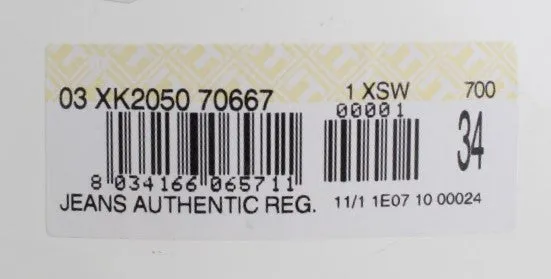 03 XK2050 70667 1 XSW 700
00001
34
8 034166 065711
JEANS AUTHENTIC REG. 11/1 1E07 10 00024